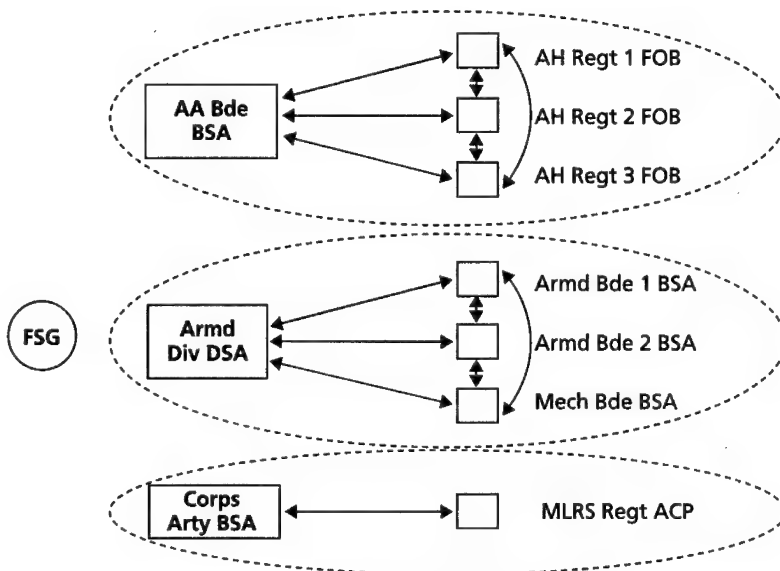 AA Bde
BSA
AH Regt 1 FOB
AH Regt 2 FOB
AH Regt 3 FOB
FSG
Armd
Div DSA
Armd Bde 1 BSA
Armd Bde 2 BSA
Mech Bde BSA
Corps
Arty BSA
MLRS Regt ACP